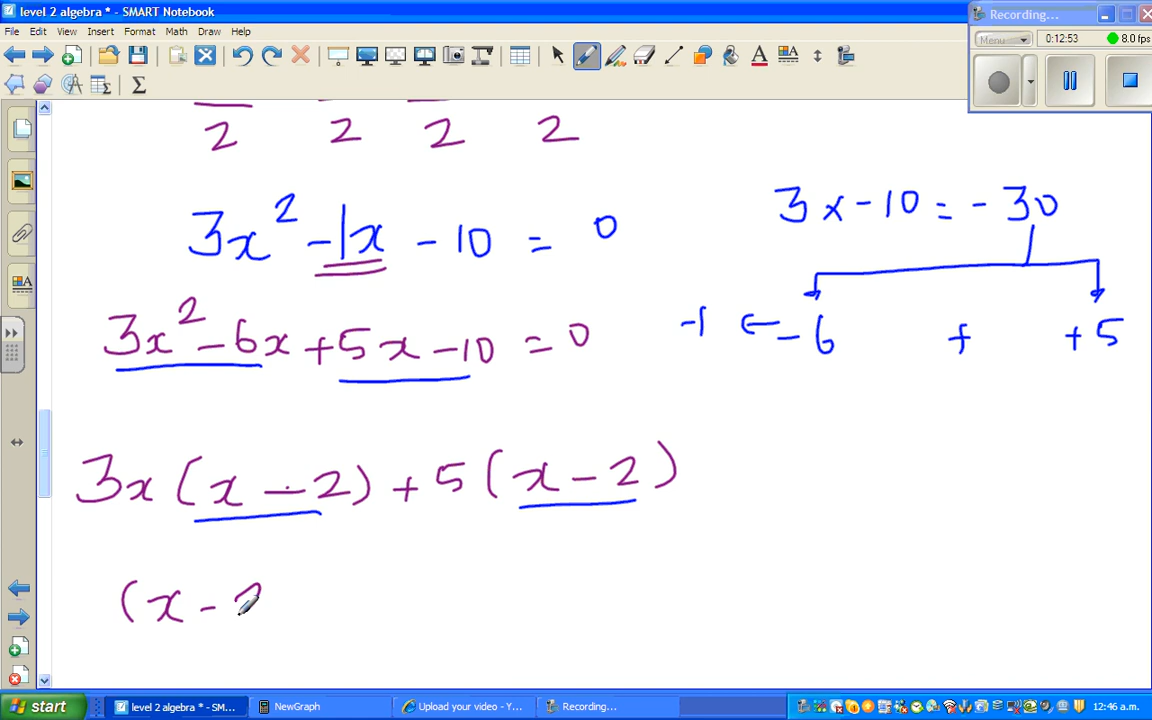 level 2 algebra * - SMART Notebook
Recording...
File Edit View Insert Format Math Draw Help
Menu 0:12:53 8.0 fps
2 2 2 2
3x² -1x - 10 = 0
3 x -10 = -30
3x² - 6x + 5x - 10 = 0
-1 ← -6 + +5
3x (x - 2) + 5 (x - 2)
(x - 2
start level 2 algebra * - SM... NewGraph Upload your video - Y... Recording... 12:46 a.m.